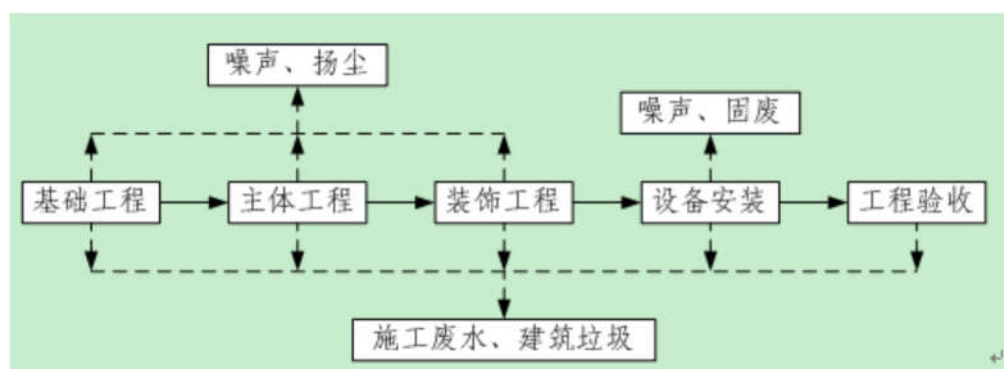 噪声、扬尘
噪声、固废
基础工程
主体工程
装饰工程
设备安装
工程验收
施工废水、建筑垃圾